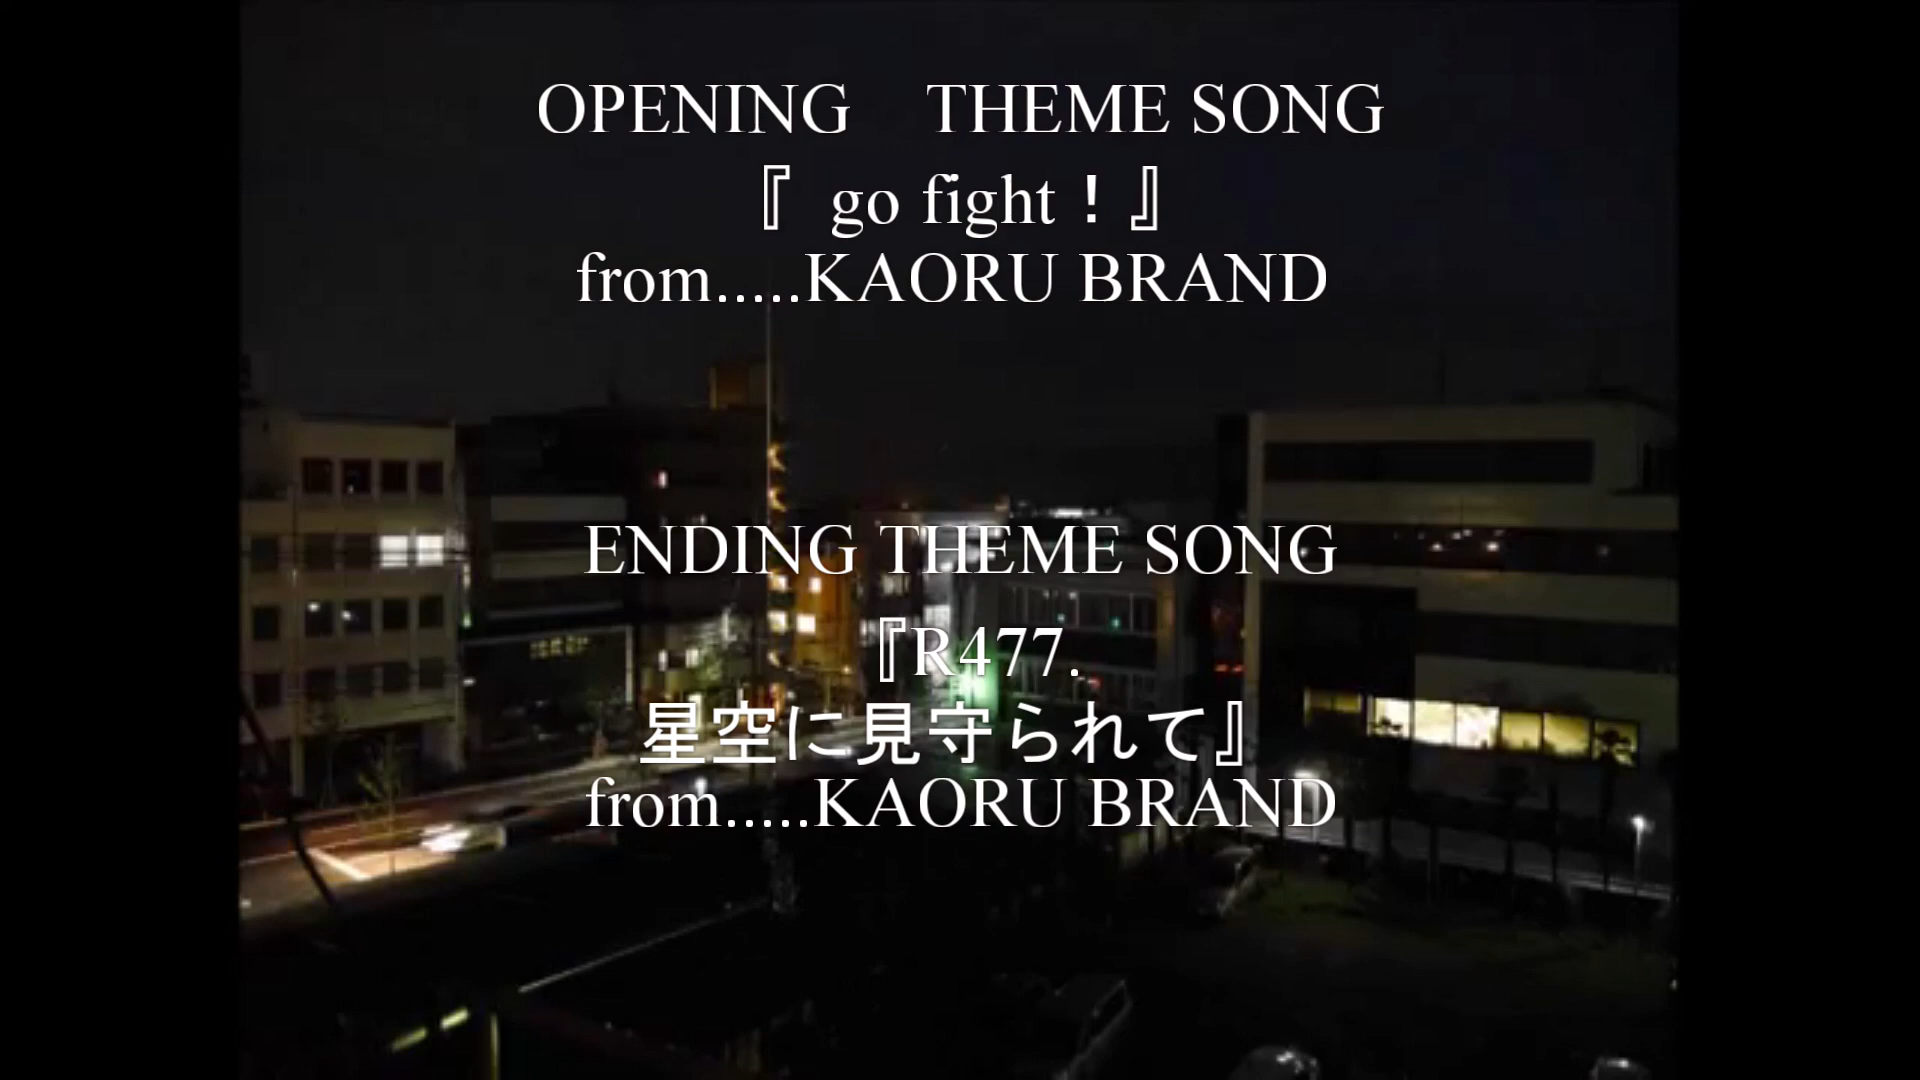 OPENING　THEME SONG
『 go fight！』
from.....KAORU BRAND
ENDING THEME SONG
『R477.
星空に見守られて』
from.....KAORU BRAND